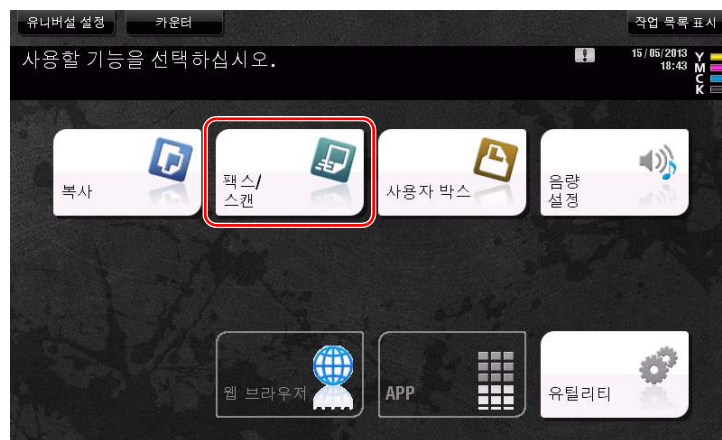 유니버설 설정
카운터
작업 목록 표시
사용할 기능을 선택하십시오.
15/05/2013
18:43
Y
M
C
K
복사
팩스/
스캔
사용자 박스
음량
설정
웹 브라우저
APP
유틸리티